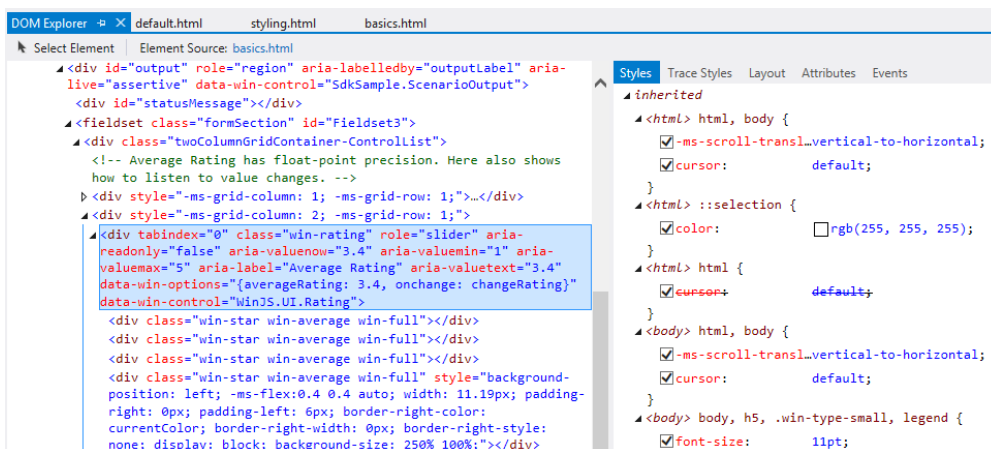 DOM Explorer default.html styling.html basics.html
Select Element Element Source: basics.html
<div id="output" role="region" aria-labelledby="outputLabel" aria-
live="assertive" data-win-control="SdkSample.ScenarioOutput">
<div id="statusMessage"></div>
<fieldset class="formSection" id="Fieldset3">
<div class="twoColumnGridContainer-ControlList">
<!-- Average Rating has float-point precision. Here also shows
how to listen to value changes. -->
<div style="-ms-grid-column: 1; -ms-grid-row: 1;">…</div>
<div style="-ms-grid-column: 2; -ms-grid-row: 1;">
<div tabindex="0" class="win-rating" role="slider" aria-
readonly="false" aria-valuenow="3.4" aria-valuemin="1" aria-
valuemax="5" aria-label="Average Rating" aria-valuetext="3.4"
data-win-options="{averageRating: 3.4, onchange: changeRating}"
data-win-control="WinJS.UI.Rating">
<div class="win-star win-average win-full"></div>
<div class="win-star win-average win-full"></div>
<div class="win-star win-average win-full"></div>
<div class="win-star win-average win-full" style="background-
position: left; -ms-flex:0.4 0.4 auto; width: 11.19px; padding-
right: 0px; padding-left: 6px; border-right-color:
currentColor; border-right-width: 0px; border-right-style:
none; display: block; background-size: 250% 100%;"></div>
Styles Trace Styles Layout Attributes Events
inherited
<html> html, body {
-ms-scroll-transl…vertical-to-horizontal;
cursor: default;
}
<html> ::selection {
color: rgb(255, 255, 255);
}
<html> html {
cursor: default;
}
<body> html, body {
-ms-scroll-transl…vertical-to-horizontal;
cursor: default;
}
<body> body, h5, .win-type-small, legend {
font-size: 11pt;